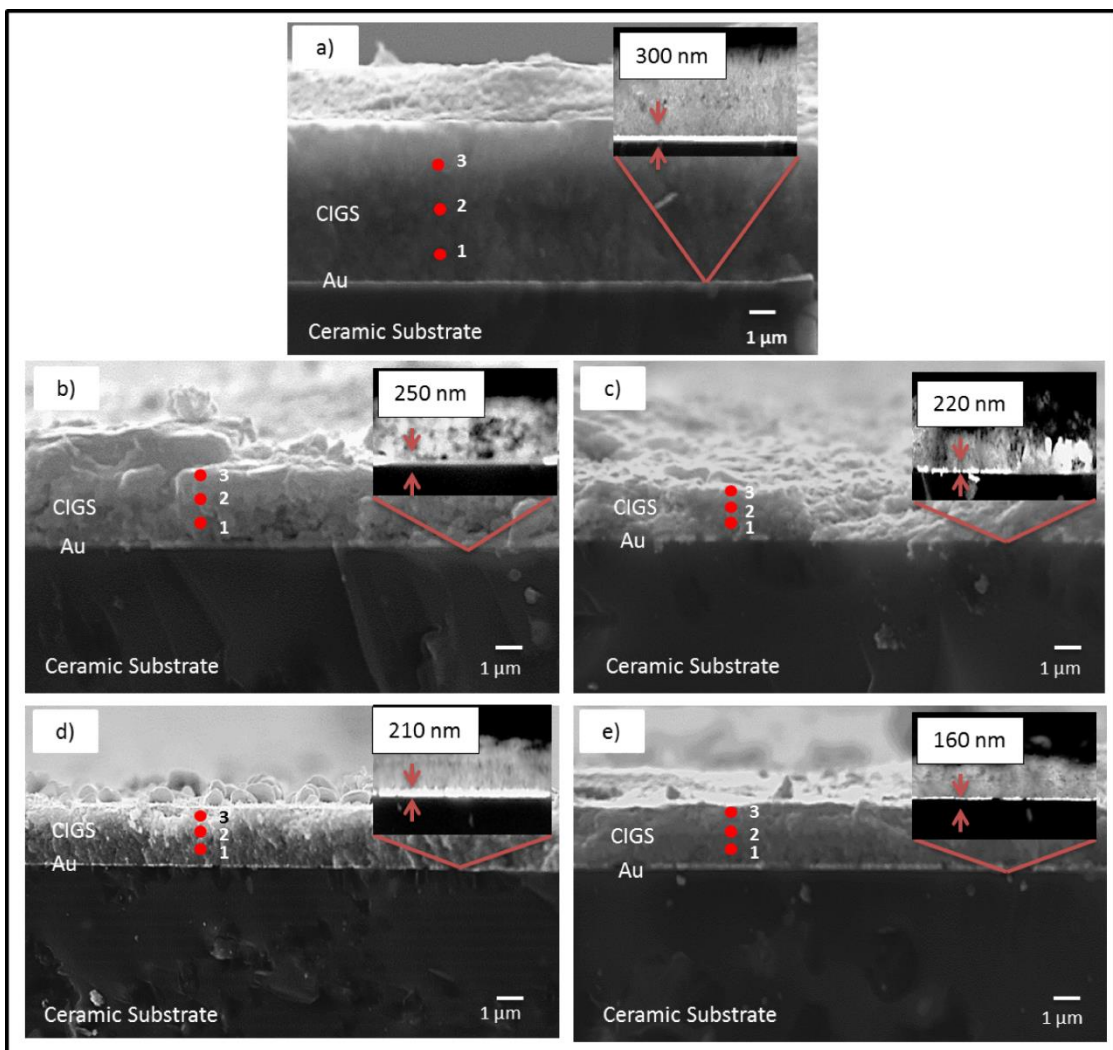 a)
300 nm
3
2
CIGS
1
Au
Ceramic Substrate
1 µm
b)
250 nm
3
2
CIGS
1
Au
Ceramic Substrate
1 µm
c)
220 nm
3
2
CIGS
1
Au
Ceramic Substrate
1 µm
d)
210 nm
3
CIGS
2
1
Au
Ceramic Substrate
1 µm
e)
160 nm
3
CIGS
2
1
Au
Ceramic Substrate
1 µm